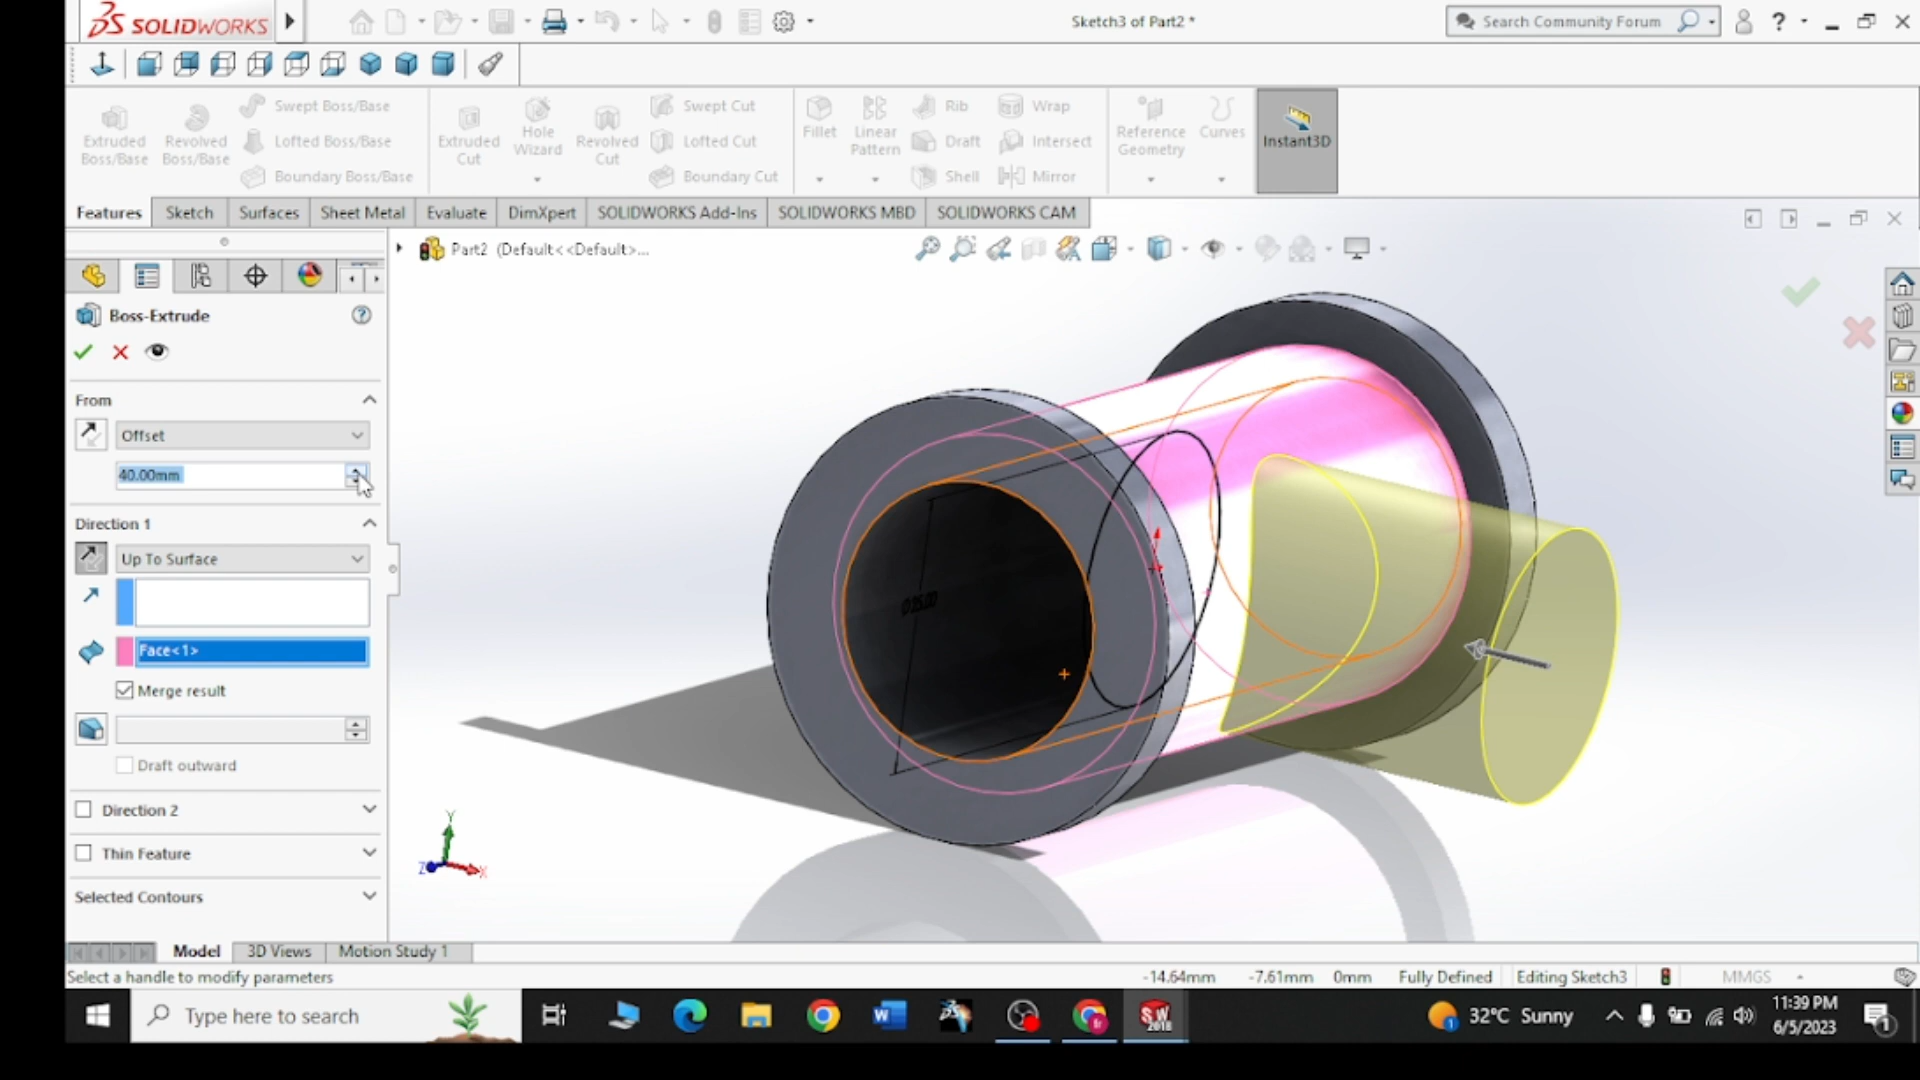 SOLIDWORKS
Sketch3 of Part2 *
Search Community Forum
?
Extruded Boss/Base
Revolved Boss/Base
Swept Boss/Base
Lofted Boss/Base
Boundary Boss/Base
Extruded Cut
Hole Wizard
Revolved Cut
Swept Cut
Lofted Cut
Boundary Cut
Fillet
Linear Pattern
Rib
Draft
Shell
Wrap
Intersect
Mirror
Reference Geometry
Curves
Instant3D
Features
Sketch
Surfaces
Sheet Metal
Evaluate
DimXpert
SOLIDWORKS Add-Ins
SOLIDWORKS MBD
SOLIDWORKS CAM
Part2 (Default<<Default>...
Boss-Extrude
?
From
Offset
40.00mm
Direction 1
Up To Surface
Face<1>
Merge result
Draft outward
Direction 2
Thin Feature
Selected Contours
Y
Z
X
Model
3D Views
Motion Study 1
Select a handle to modify parameters
-14.64mm
-7.61mm
0mm
Fully Defined
Editing Sketch3
MMGS
Type here to search
SW
2018
32°C Sunny
11:39 PM
6/5/2023
1